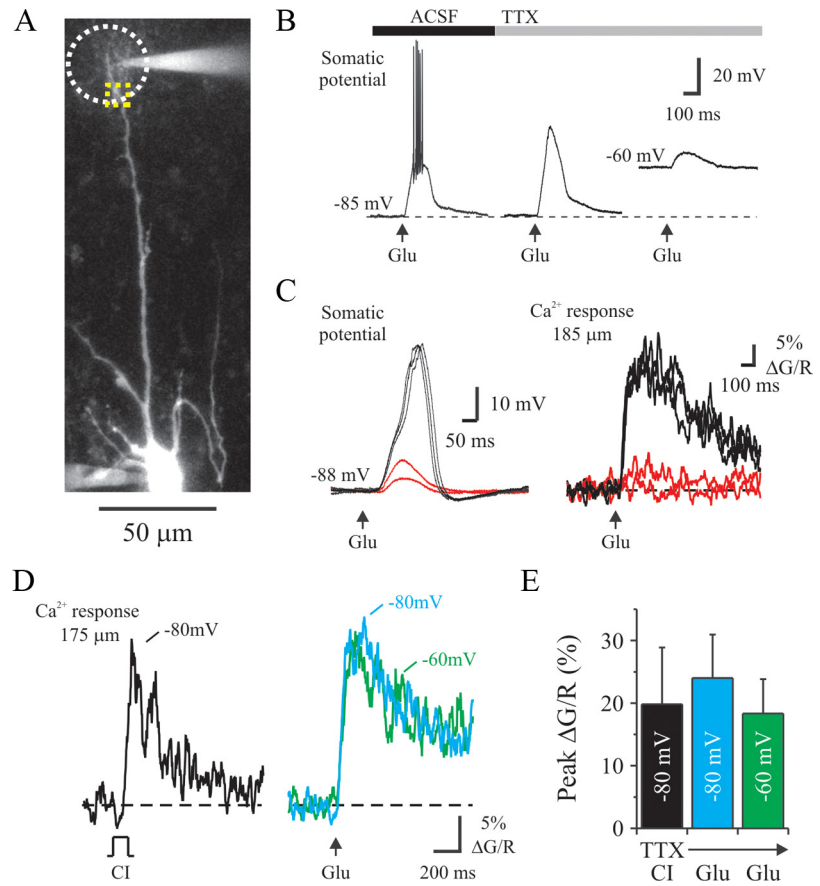 A
50 μm
B
ACSF TTX
Somatic
potential
20 mV
100 ms
-60 mV
-85 mV
Glu Glu Glu
C
Somatic
potential
10 mV
50 ms
-88 mV
Glu
Ca²⁺ response
185 μm
5%
ΔG/R
100 ms
Glu
D
Ca²⁺ response
175 μm
-80mV
CI
-80mV
-60mV
5%
ΔG/R
Glu 200 ms
E
Peak ΔG/R (%)
30
20
10
0
-80 mV -80 mV -60 mV
TTX
CI Glu Glu